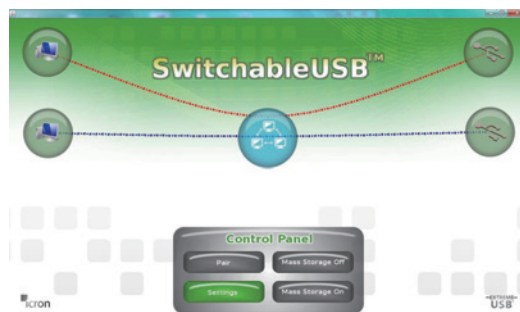 SwitchableUSB™
Control Panel
Pair
Mass Storage Off
Settings
Mass Storage On
icron
EXTREME
USB